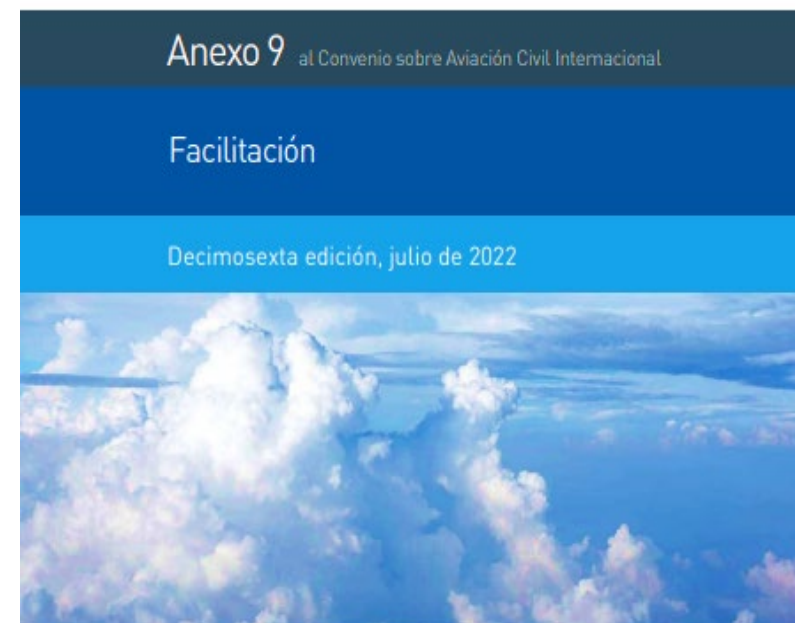 Anexo 9 al Convenio sobre Aviación Civil Internacional
Facilitación
Decimosexta edición, julio de 2022